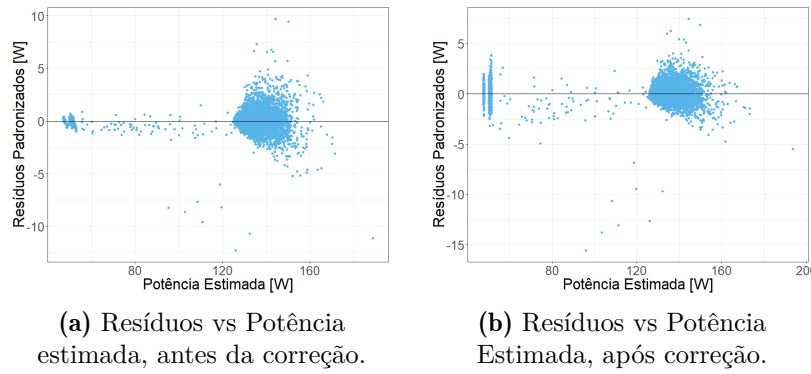 Resíduos Padronizados [W]
10
5
0
-5
-10
80
120
160
Potência Estimada [W]
Resíduos Padronizados [W]
5
0
-5
-10
-15
80
120
160
200
Potência Estimada [W]
(a) Resíduos vs Potência
estimada, antes da correção.
(b) Resíduos vs Potência
Estimada, após correção.